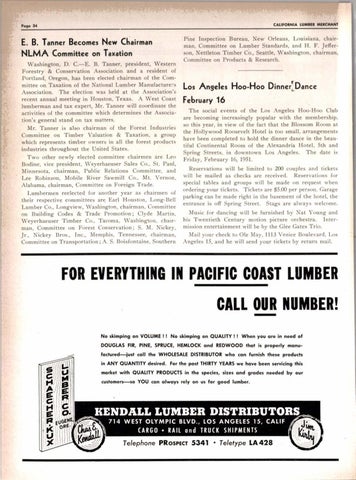 Page 34
CALIFORNIA LUMBER MERCHANT
E. B. Tanner Becomes New Chairman
NLMA Committee on Taxation
Washington, D. C.—E. B. Tanner, president, Western
Forestry & Conservation Association and a resident of
Portland, Oregon, has been elected chairman of the Com-
mittee on Taxation of the National Lumber Manufacturers
Association. The election was held at the Association's
recent annual meeting in Houston, Texas. A West Coast
lumberman and tax expert, Mr. Tanner will coordinate the
activities of the committee which determines the Associa-
tion's general stand on tax matters.
Mr. Tanner is also chairman of the Forest Industries
Committee on Timber Valuation & Taxation, a group
which represents timber owners in all the forest products
industries throughout the United States.
Two other newly elected committee chairmen are Leo
Bodine, vice president, Weyerhaeuser Sales Co., St. Paul,
Minnesota, chairman, Public Relations Committee, and
Lee Robinson, Mobile River Sawmill Co., Mt. Vernon,
Alabama, chairman, Committee on Foreign Trade.
Lumbermen reelected for another year as chairmen of
their respective committees are Earl Houston, Long-Bell
Lumber Co., Longview, Washington, chairman, Committee
on Building Codes & Trade Promotion; Clyde Martin,
Weyerhaeuser Timber Co., Tacoma, Washington, chair-
man, Committee on Forest Conservation; S. M. Nickey,
Jr., Nickey Bros., Inc., Memphis, Tennessee, chairman,
Committee on Transportation; A. S. Boisfontaine, Southern
Pine Inspection Bureau, New Orleans, Louisiana, chair-
man, Committee on Lumber Standards, and H. F. Jeffer-
son, Nettleton Timber Co., Seattle, Washington, chairman,
Committee on Products & Research.
Los Angeles Hoo-Hoo Dinner Dance
February 16
The social events of the Los Angeles Hoo-Hoo Club
are becoming increasingly popular with the membership,
so this year, in view of the fact that the Blossom Room at
the Hollywood Roosevelt Hotel is too small, arrangements
have been completed to hold the dinner dance in the beau-
tiful Continental Room of the Alexandria Hotel, 5th and
Spring Streets, in downtown Los Angeles. The date is
Friday, February 16, 1951.
Reservations will be limited to 200 couples and tickets
will be mailed as checks are received. Reservations for
special tables and groups will be made on request when
ordering your tickets. Tickets are $5.00 per person. Garage
parking can be made right in the basement of the hotel, the
entrance is off Spring Street. Stags are always welcome.
Music for dancing will be furnished by Nat Young and
his Twentieth Century motion picture orchestra. Inter-
mission entertainment will be by the Glee Gates Trio.
Mail your check to Ole May, 1113 Venice Boulevard, Los
Angeles 15, and he will send your tickets by return mail.
FOR EVERYTHING IN PACIFIC COAST LUMBER
CALL OUR NUMBER!
No skimping on VOLUME!! No skimping on QUALITY!! When you are in need of
DOUGLAS FIR, PINE, SPRUCE, HEMLOCK and REDWOOD that is properly manu-
factured—just call the WHOLESALE DISTRIBUTOR who can furnish these products
in ANY QUANTITY desired. For the past THIRTY YEARS we have been servicing this
market with QUALITY PRODUCTS in the species, sizes and grades needed by our
customers—so YOU can always rely on us for good lumber.
SCHAECHER-KUX
LUMBER CO.
EUGENE, ORE.
KENDALL LUMBER DISTRIBUTORS
714 WEST OLYMPIC BLVD., LOS ANGELES 15, CALIF
CARGO • RAIL and TRUCK SHIPMENTS
Chas C Kendall
Jim Kirby
Telephone PRospect 5341 • Teletype LA 428